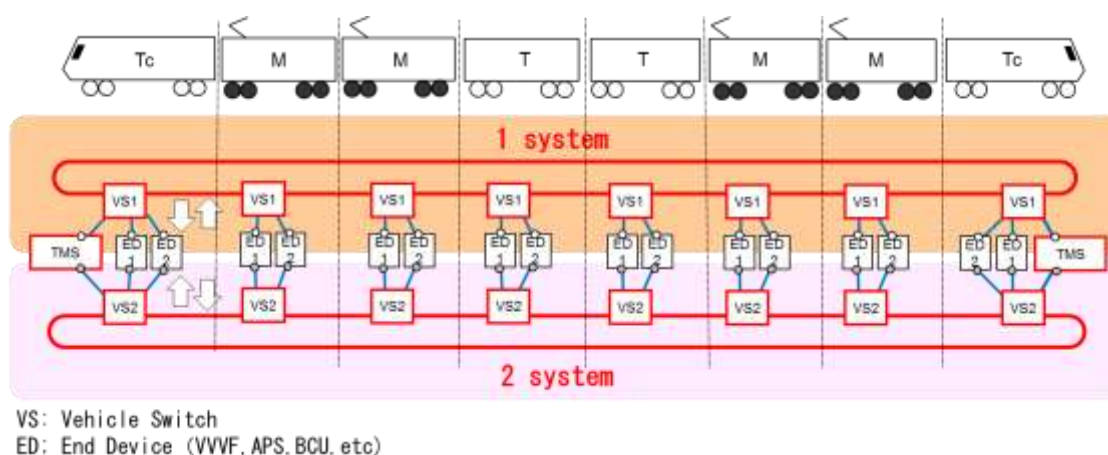 Tc M M T T M M Tc
1 system
VS1 VS1 VS1 VS1 VS1 VS1 VS1 VS1
TMS ED 1 ED 2 ED 1 ED 2 ED 1 ED 2 ED 1 ED 2 ED 1 ED 2 ED 1 ED 2 ED 1 ED 2 ED 2 ED 1 TMS
VS2 VS2 VS2 VS2 VS2 VS2 VS2 VS2
2 system
VS: Vehicle Switch
ED: End Device (VVVF, APS, BCU, etc)